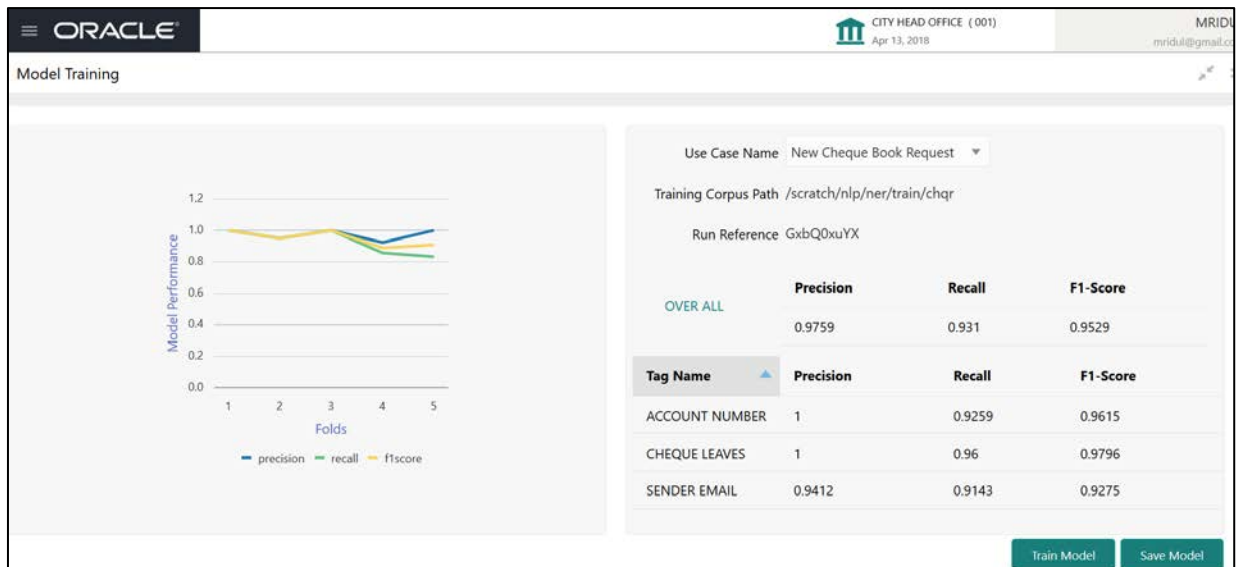 ORACLE
CITY HEAD OFFICE ( 001)
Apr 13, 2018
MRIDU
mridul@gmail.co
Model Training
1.2
1.0
0.8
0.6
0.4
0.2
0.0
Model Performance
1 2 3 4 5
Folds
precision recall f1score
Use Case Name New Cheque Book Request
Training Corpus Path /scratch/nlp/ner/train/chqr
Run Reference GxbQ0xuYX
OVER ALL
Precision Recall F1-Score
0.9759 0.931 0.9529
Tag Name Precision Recall F1-Score
ACCOUNT NUMBER 1 0.9259 0.9615
CHEQUE LEAVES 1 0.96 0.9796
SENDER EMAIL 0.9412 0.9143 0.9275
Train Model Save Model